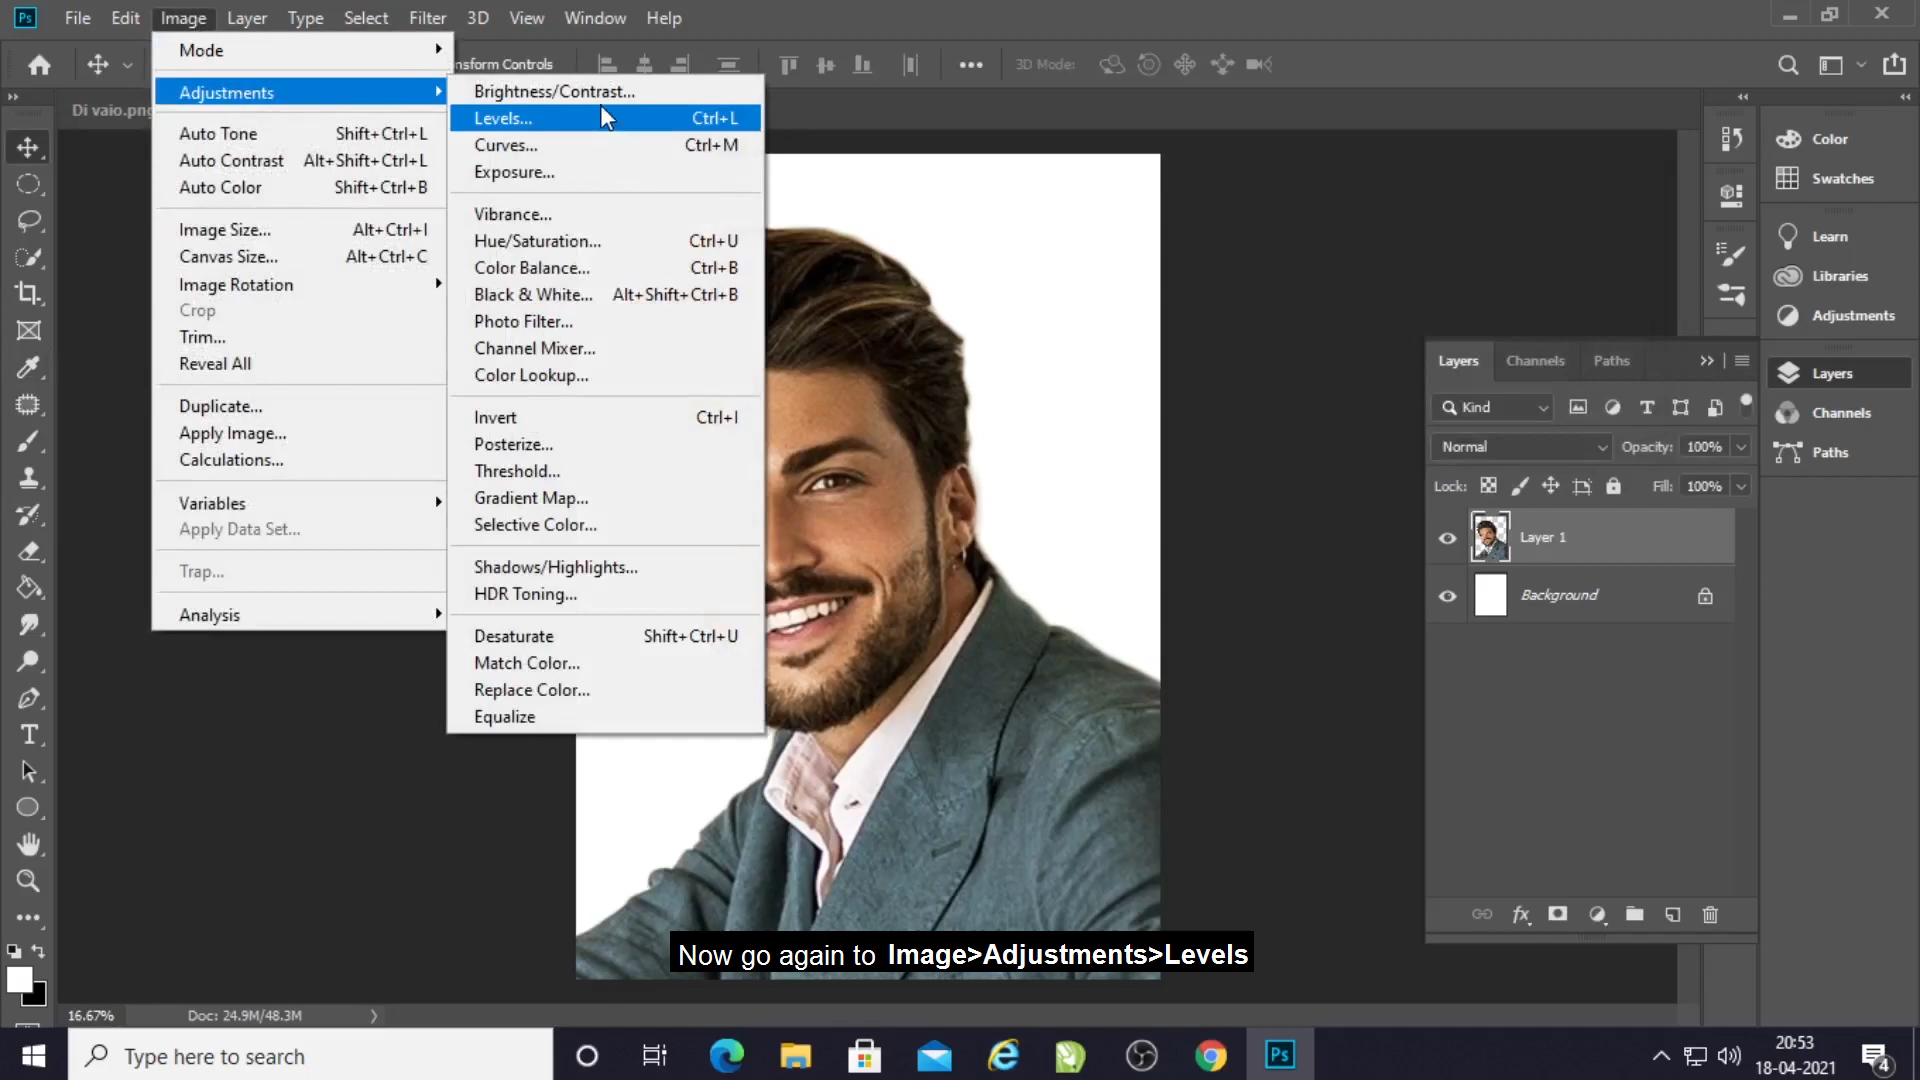 Ps File Edit Image Layer Type Select Filter 3D View Window Help
nsform Controls
3D Mode:
Di vaio.png
Mode
Adjustments
Auto Tone Shift+Ctrl+L
Auto Contrast Alt+Shift+Ctrl+L
Auto Color Shift+Ctrl+B
Image Size... Alt+Ctrl+I
Canvas Size... Alt+Ctrl+C
Image Rotation
Crop
Trim...
Reveal All
Duplicate...
Apply Image...
Calculations...
Variables
Apply Data Set...
Trap...
Analysis
Brightness/Contrast...
Levels... Ctrl+L
Curves... Ctrl+M
Exposure...
Vibrance...
Hue/Saturation... Ctrl+U
Color Balance... Ctrl+B
Black & White... Alt+Shift+Ctrl+B
Photo Filter...
Channel Mixer...
Color Lookup...
Invert Ctrl+I
Posterize...
Threshold...
Gradient Map...
Selective Color...
Shadows/Highlights...
HDR Toning...
Desaturate Shift+Ctrl+U
Match Color...
Replace Color...
Equalize
Color
Swatches
Learn
Libraries
Adjustments
Layers
Channels
Paths
Layers Channels Paths
Kind
Normal Opacity: 100%
Lock: Fill: 100%
Layer 1
Background
fx
Now go again to Image>Adjustments>Levels
16.67% Doc: 24.9M/48.3M
Type here to search
Ps
20:53
18-04-2021
4